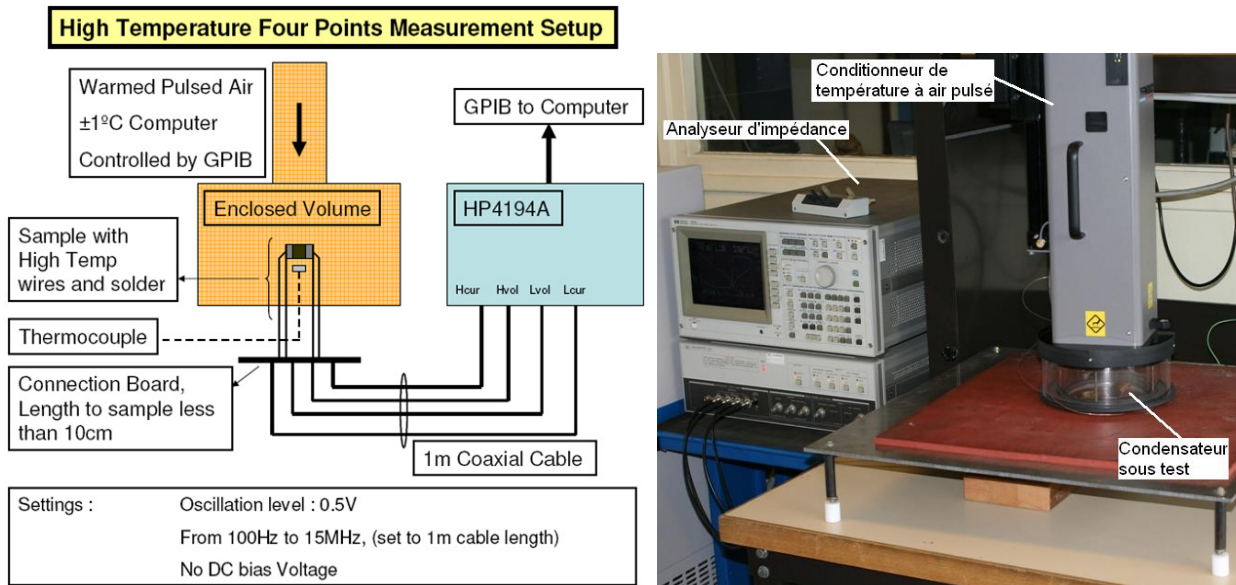 High Temperature Four Points Measurement Setup
Warmed Pulsed Air
±1ºC Computer
Controlled by GPIB
GPIB to Computer
Enclosed Volume
HP4194A
Sample with
High Temp
wires and solder
Hcur Hvol Lvol Lcur
Thermocouple
Connection Board,
Length to sample less
than 10cm
1m Coaxial Cable
Settings : Oscillation level : 0.5V
From 100Hz to 15MHz, (set to 1m cable length)
No DC bias Voltage
Conditionneur de
température à air pulsé
Analyseur d'impédance
Condensateur
sous test